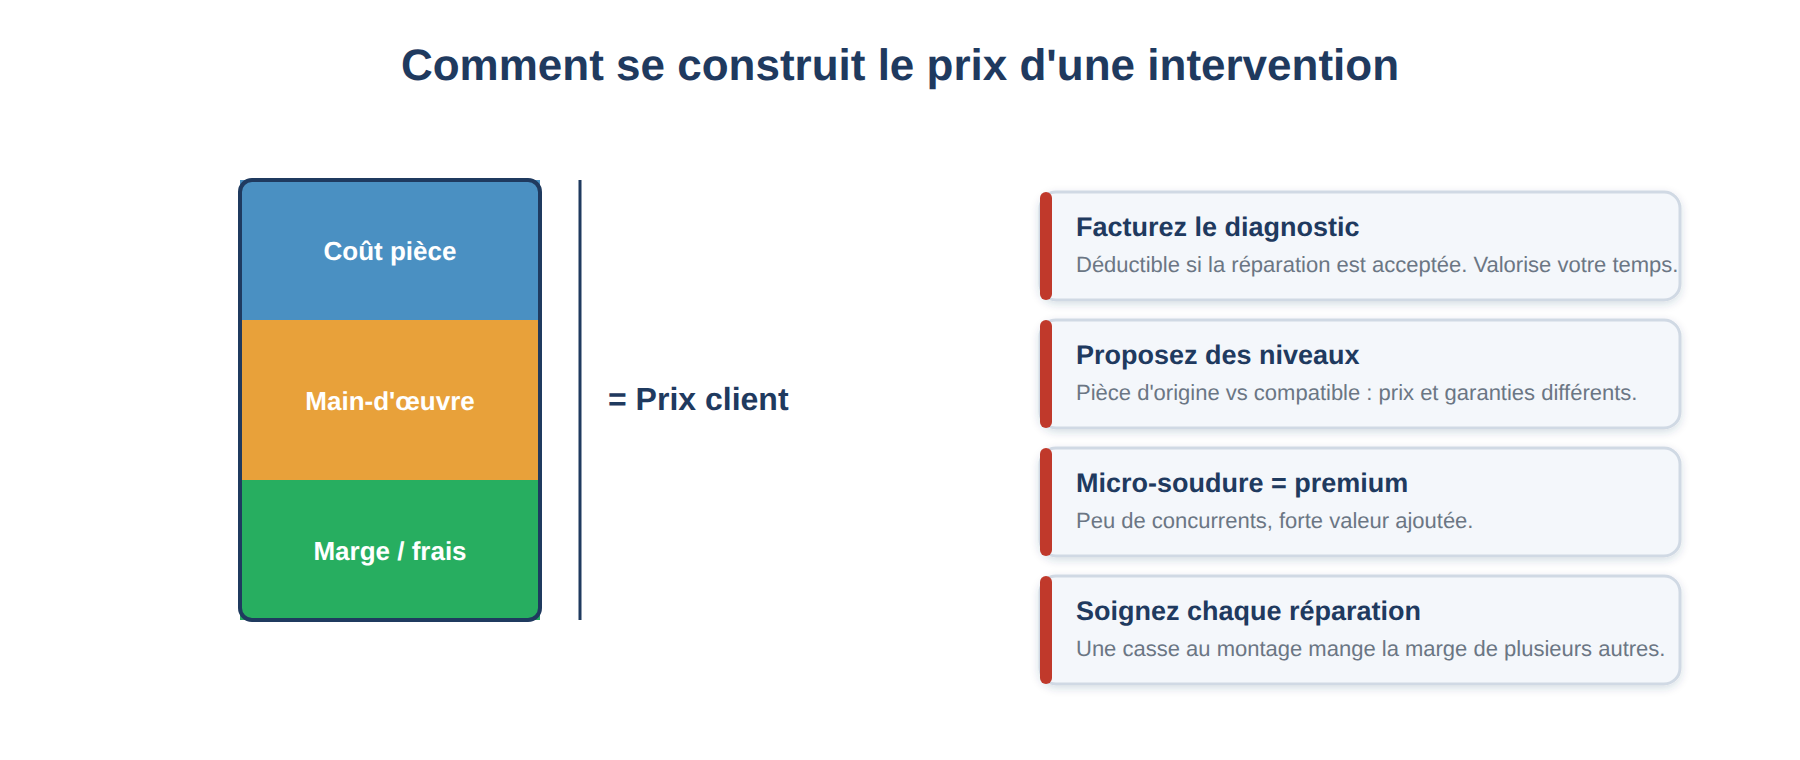 Comment se construit le prix d'une intervention
Coût pièce
Main-d'œuvre
Marge / frais
= Prix client
Facturez le diagnostic
Déductible si la réparation est acceptée. Valorise votre temps.
Proposez des niveaux
Pièce d'origine vs compatible : prix et garanties différents.
Micro-soudure = premium
Peu de concurrents, forte valeur ajoutée.
Soignez chaque réparation
Une casse au montage mange la marge de plusieurs autres.